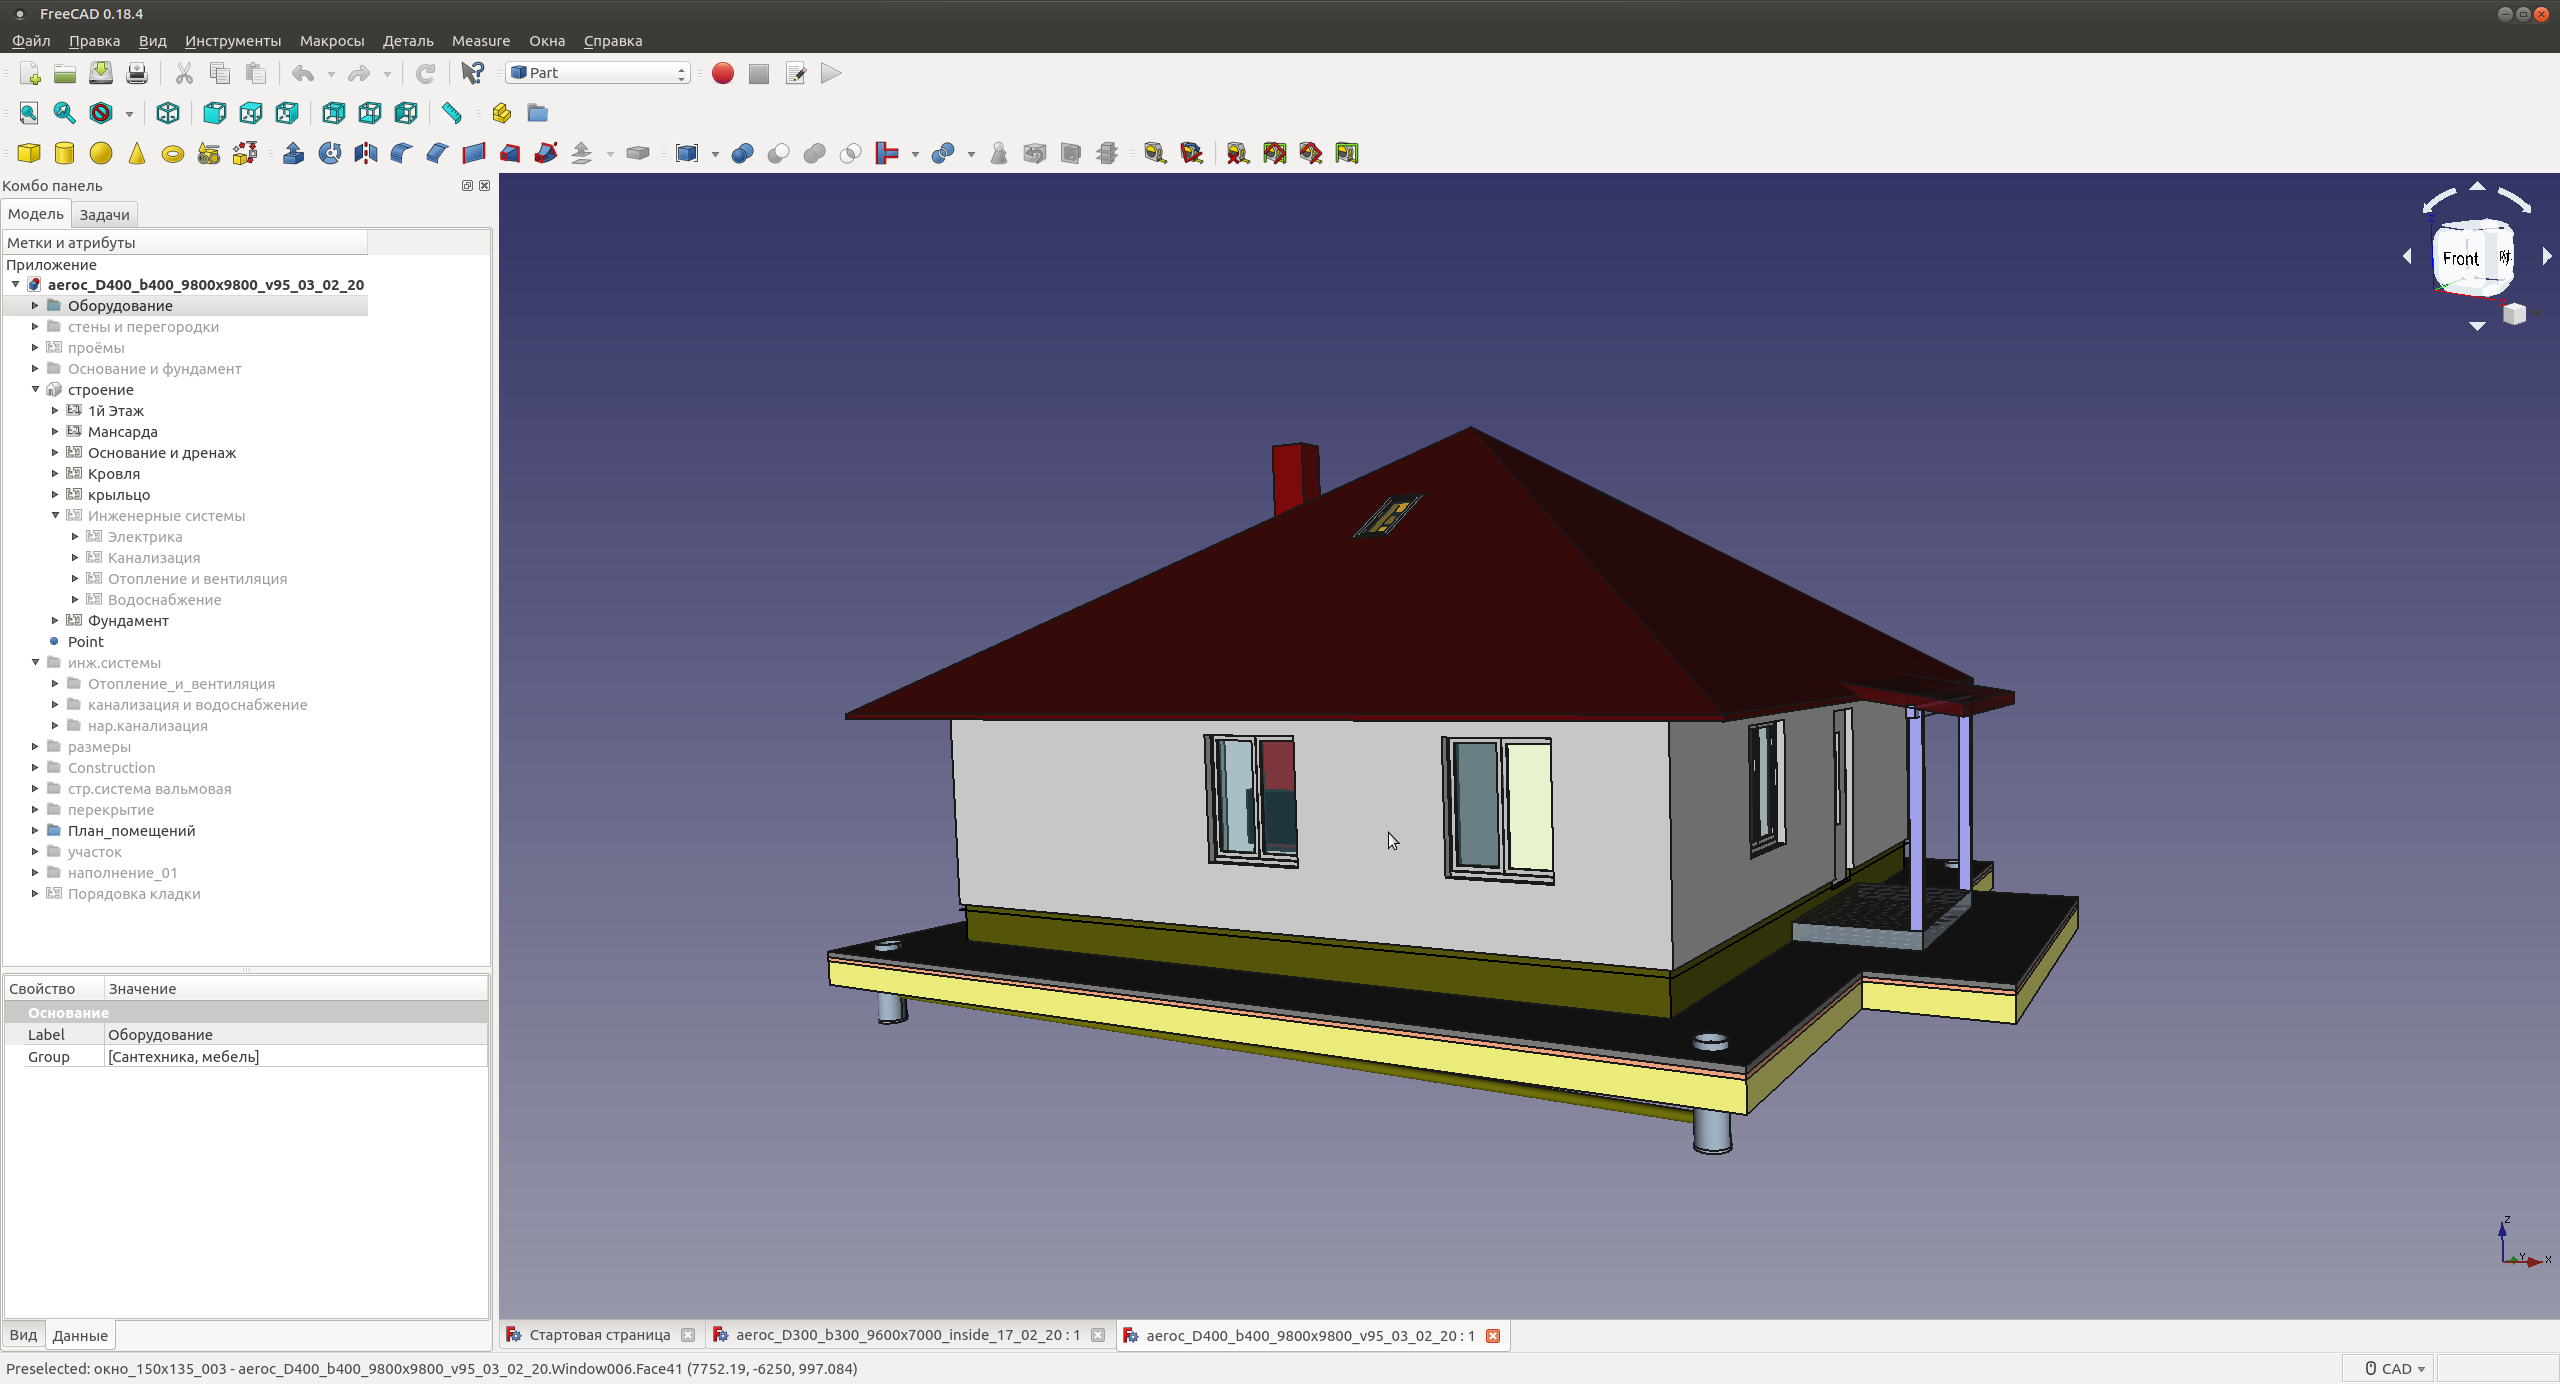 FreeCAD 0.18.4
Файл Правка Вид Инструменты Макросы Деталь Measure Окна Справка
Part
Комбо панель
Модель Задачи
Метки и атрибуты
Приложение
aeroc_D400_b400_9800x9800_v95_03_02_20
Оборудование
стены и перегородки
проёмы
Основание и фундамент
строение
1й Этаж
Мансарда
Основание и дренаж
Кровля
крыльцо
Инженерные системы
Электрика
Канализация
Отопление и вентиляция
Водоснабжение
Фундамент
Point
инж.системы
Отопление_и_вентиляция
канализация и водоснабжение
нар.канализация
размеры
Construction
стр.система вальмовая
перекрытие
План_помещений
участок
наполнение_01
Порядовка кладки
Свойство Значение
Основание
Label Оборудование
Group [Сантехника, мебель]
Вид Данные
Front
Z
Y
X
Стартовая страница
aeroc_D300_b300_9600x7000_inside_17_02_20 : 1
aeroc_D400_b400_9800x9800_v95_03_02_20 : 1
Preselected: окно_150x135_003 - aeroc_D400_b400_9800x9800_v95_03_02_20.Window006.Face41 (7752.19, -6250, 997.084)
CAD